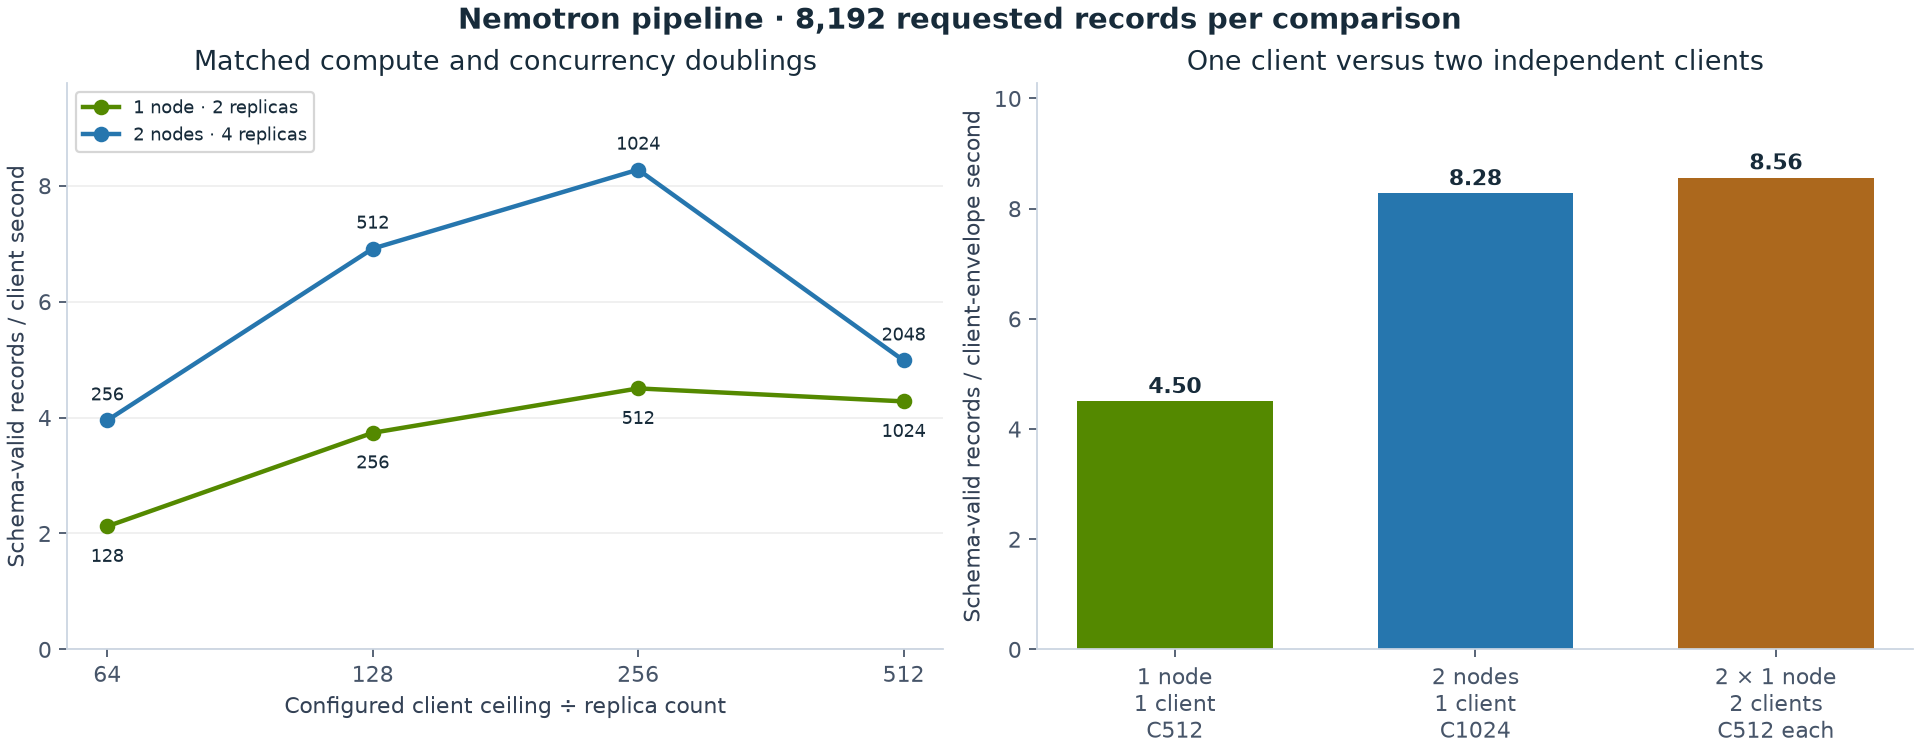 Nemotron pipeline · 8,192 requested records per comparison
Matched compute and concurrency doublings
1 node · 2 replicas
2 nodes · 4 replicas
Schema-valid records / client second
8
6
4
2
0
256
512
1024
2048
128
256
512
1024
64
128
256
512
Configured client ceiling ÷ replica count
One client versus two independent clients
Schema-valid records / client-envelope second
10
8
6
4
2
0
4.50
8.28
8.56
1 node
1 client
C512
2 nodes
1 client
C1024
2 × 1 node
2 clients
C512 each